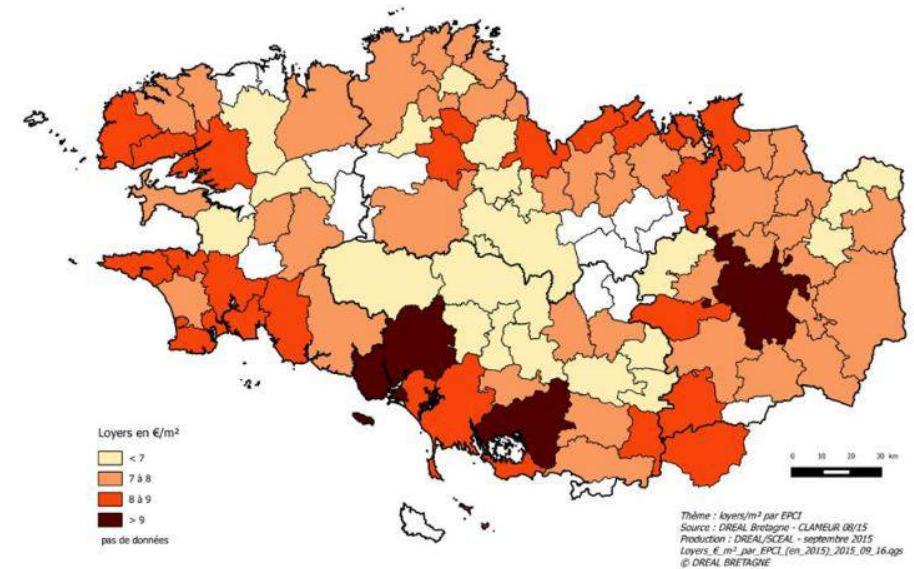 Loyers en €/m²
< 7
7 à 8
8 à 9
> 9
pas de données
0 10 20 30 km
Thème : loyers/m² par EPCI
Source : DREAL Bretagne - CLAMEUR 08/15
Production : DREAL/SCEAL - septembre 2015
Loyers_€_m²_par_EPCI_(en_2015)_2015_09_16.qgs
© DREAL BRETAGNE